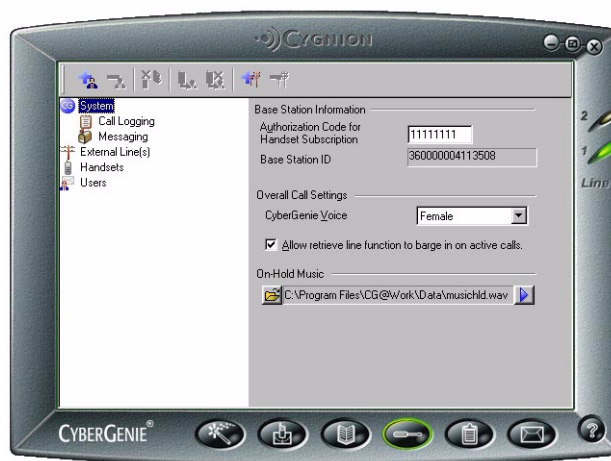 CYGNION
System
Call Logging
Messaging
External Line(s)
Handsets
Users
Base Station Information
Authorization Code for
Handset Subscription
11111111
Base Station ID
360000004113508
Overall Call Settings
CyberGenie Voice
Female
Allow retrieve line function to barge in on active calls.
On-Hold Music
C:\Program Files\CG@Work\Data\musichld.wav
2
1
Line
CYBERGENIE®
?